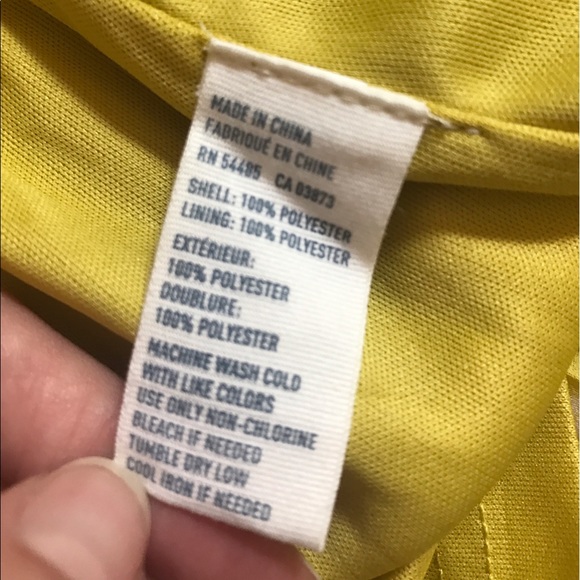 MADE IN CHINA
FABRIQUÉ EN CHINE
RN 54485 CA 03873
SHELL: 100% POLYESTER
LINING: 100% POLYESTER
EXTÉRIEUR:
100% POLYESTER
DOUBLURE:
100% POLYESTER
MACHINE WASH COLD
WITH LIKE COLORS
USE ONLY NON-CHLORINE
BLEACH IF NEEDED
TUMBLE DRY LOW
COOL IRON IF NEEDED